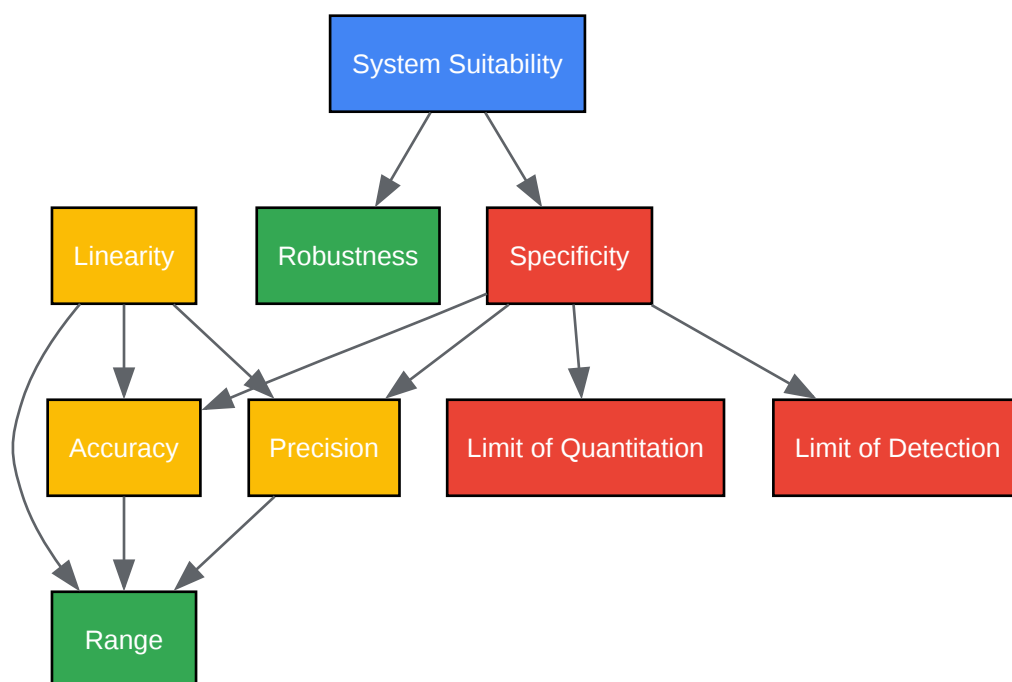 System Suitability
Linearity
Robustness
Specificity
Accuracy
Precision
Limit of Quantitation
Limit of Detection
Range